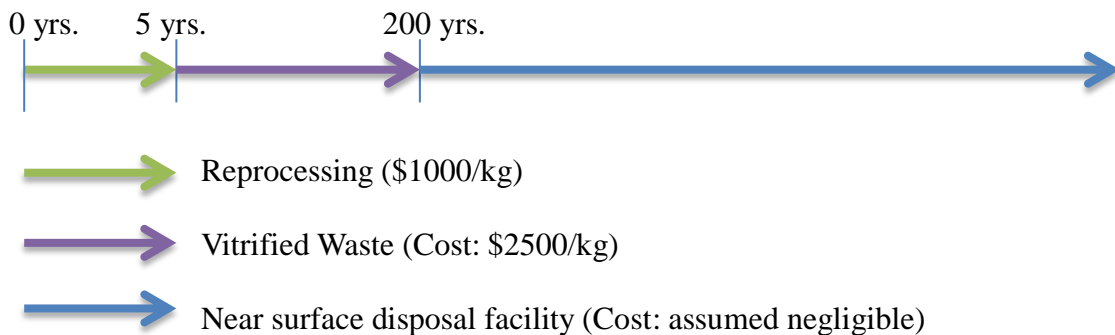 0 yrs. 5 yrs. 200 yrs.
Reprocessing ($1000/kg)
Vitrified Waste (Cost: $2500/kg)
Near surface disposal facility (Cost: assumed negligible)